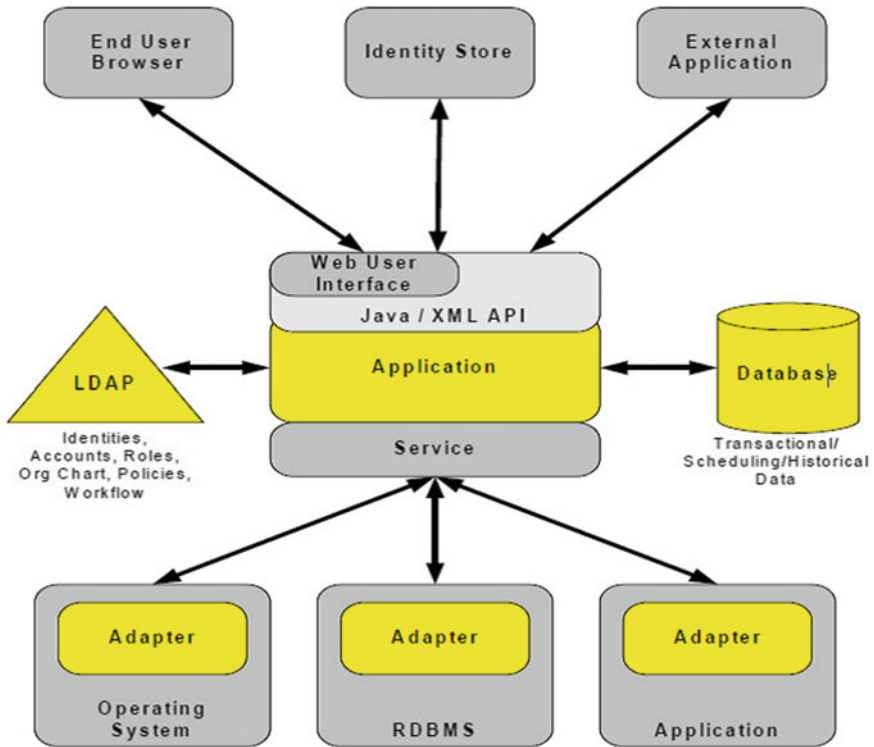 End User
Browser
Identity Store
External
Application
Web User
Interface
Java / XML API
LDAP
Application
Database
Identities,
Accounts, Roles,
Org Chart, Policies,
Workflow
Service
Transactional/
Scheduling/Historical
Data
Adapter
Adapter
Adapter
Operating
System
RDBMS
Application